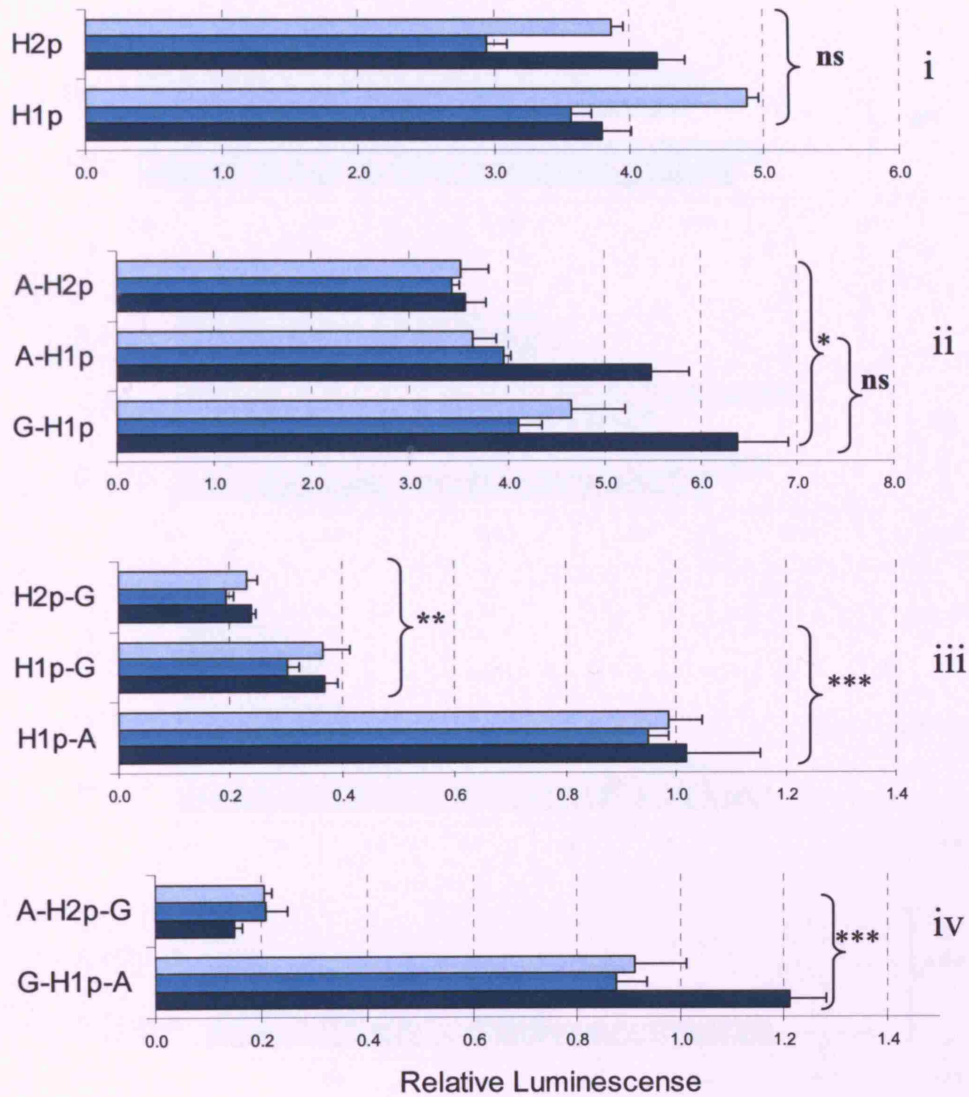 H2p
ns
i
H1p
0.0 1.0 2.0 3.0 4.0 5.0 6.0
A-H2p
* ii
A-H1p
ns
G-H1p
0.0 1.0 2.0 3.0 4.0 5.0 6.0 7.0 8.0
H2p-G
**
H1p-G
*** iii
H1p-A
0.0 0.2 0.4 0.6 0.8 1.0 1.2 1.4
A-H2p-G
*** iv
G-H1p-A
0.0 0.2 0.4 0.6 0.8 1.0 1.2 1.4
Relative Luminescense